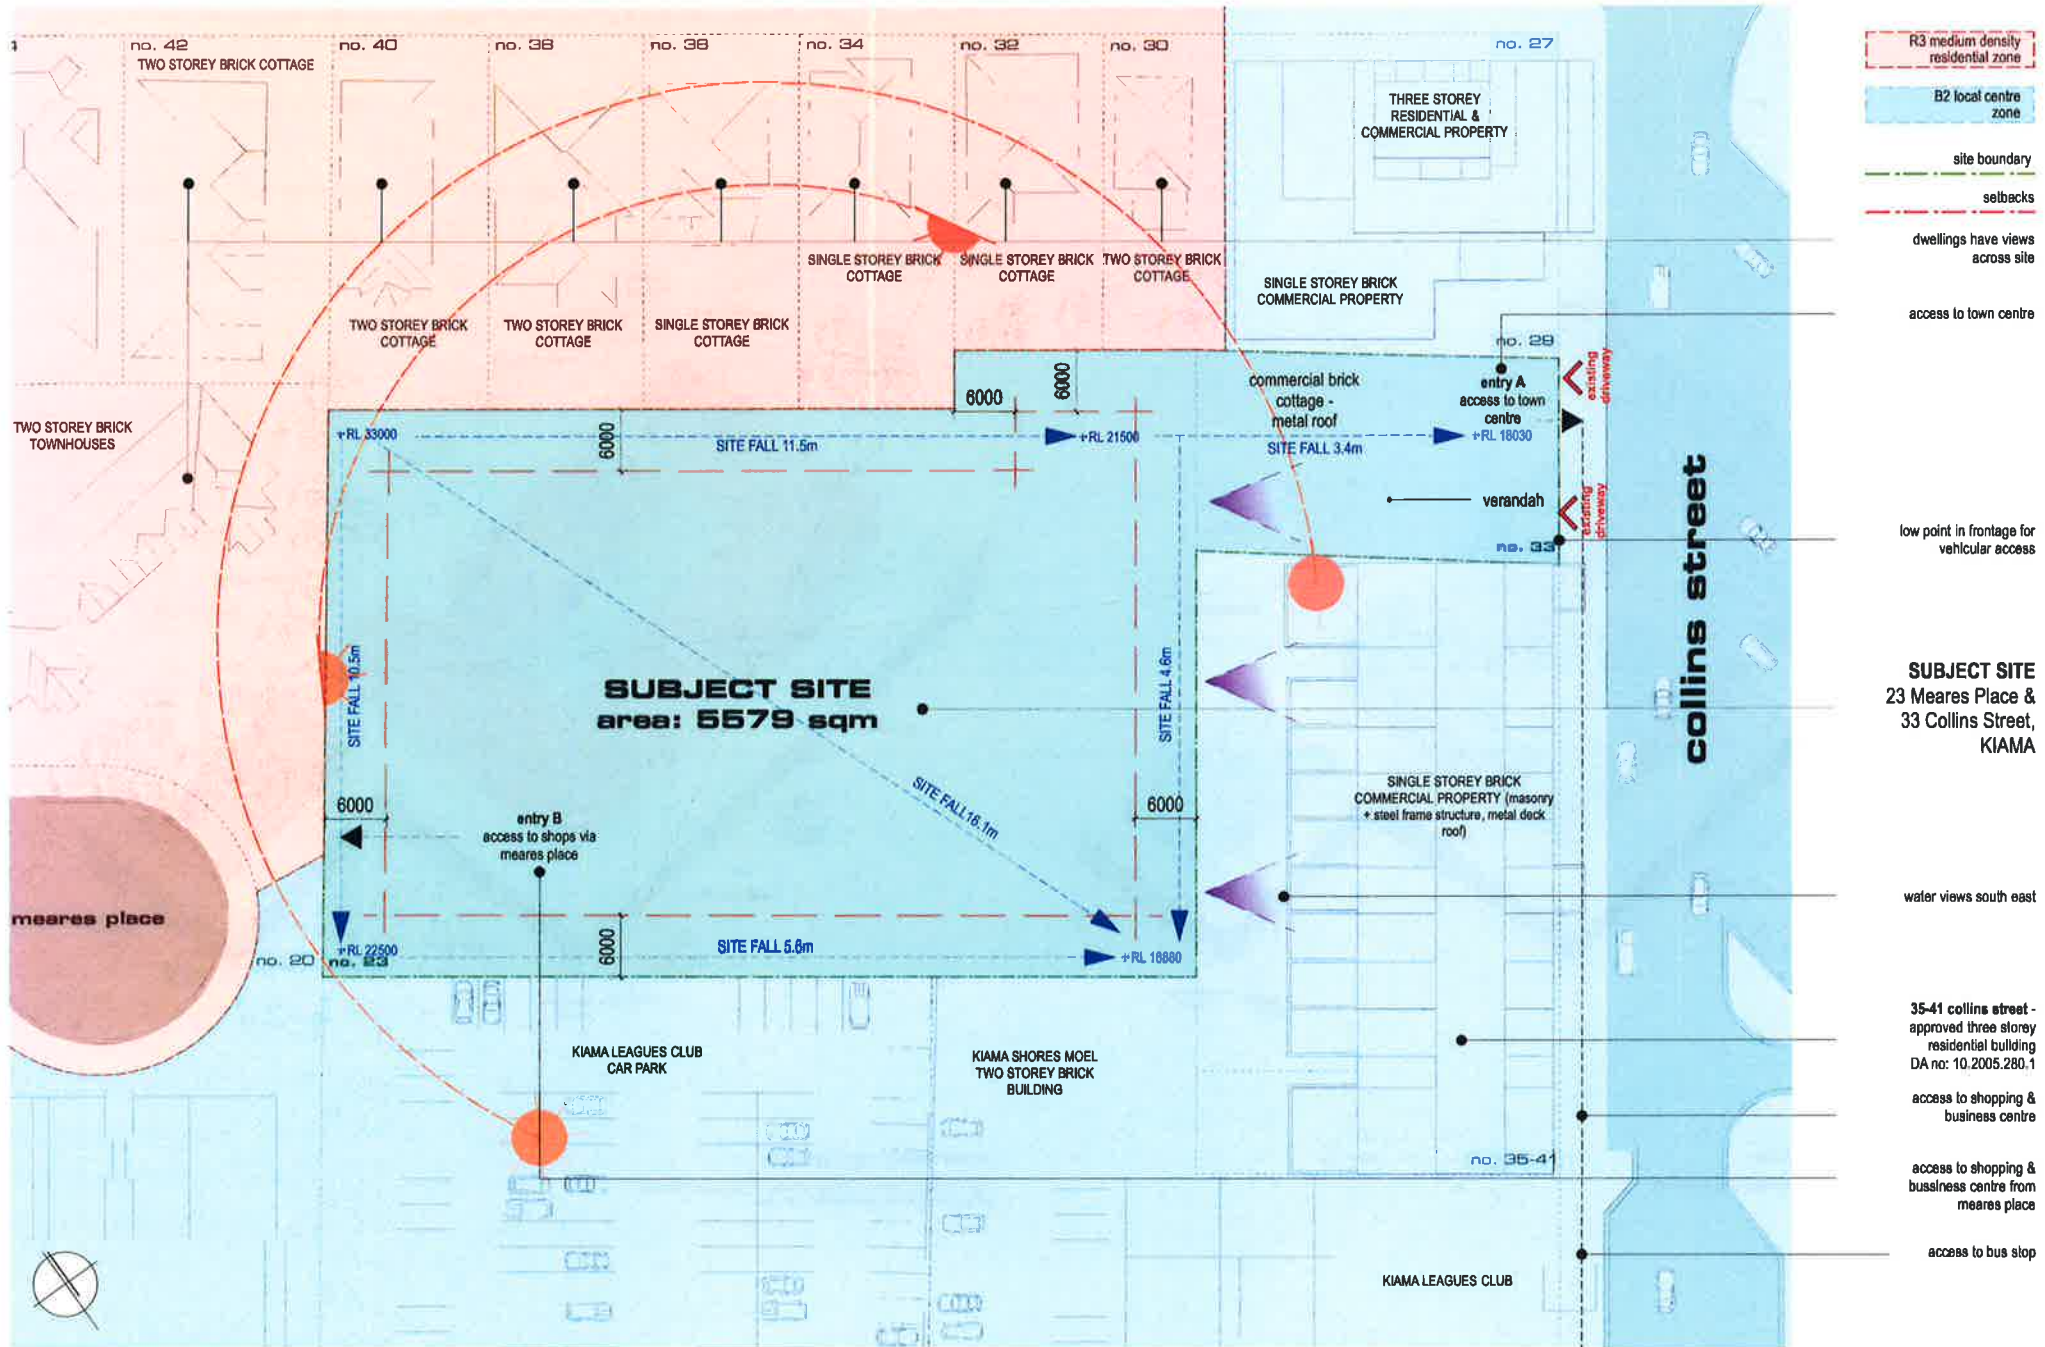 no. 42
no. 40
no. 38
no. 38
no. 34
no. 32
no. 30
no. 27
TWO STOREY BRICK COTTAGE
THREE STOREY
RESIDENTIAL &
COMMERCIAL PROPERTY
SINGLE STOREY BRICK
COTTAGE
SINGLE STOREY BRICK
COTTAGE
TWO STOREY BRICK
COTTAGE
SINGLE STOREY BRICK
COMMERCIAL PROPERTY
TWO STOREY BRICK
COTTAGE
TWO STOREY BRICK
COTTAGE
SINGLE STOREY BRICK
COTTAGE
TWO STOREY BRICK
TOWNHOUSES
no. 29
6000
6000
6000
commercial brick
cottage -
metal roof
entry A
access to town
centre
existing
driveway
+RL 33000
SITE FALL 11.5m
+RL 21500
SITE FALL 3.4m
+RL 18030
verandah
existing
driveway
no. 33
collins street
SITE FALL 10.5m
SUBJECT SITE
area: 5579 sqm
SITE FALL 4.6m
SITE FALL 16.1m
6000
6000
entry B
access to shops via
meares place
SINGLE STOREY BRICK
COMMERCIAL PROPERTY (masonry
+ steel frame structure, metal deck
roof)
meares place
+RL 22500
no. 20
no. 23
6000
SITE FALL 5.6m
+RL 16880
KIAMA LEAGUES CLUB
CAR PARK
KIAMA SHORES MOEL
TWO STOREY BRICK
BUILDING
no. 35-41
KIAMA LEAGUES CLUB
R3 medium density
residential zone
B2 local centre
zone
site boundary
setbacks
dwellings have views
across site
access to town centre
low point in frontage for
vehicular access
SUBJECT SITE
23 Meares Place &
33 Collins Street,
KIAMA
water views south east
35-41 collins street -
approved three storey
residential building
DA no: 10.2005.280.1
access to shopping &
business centre
access to shopping &
bussiness centre from
meares place
access to bus stop